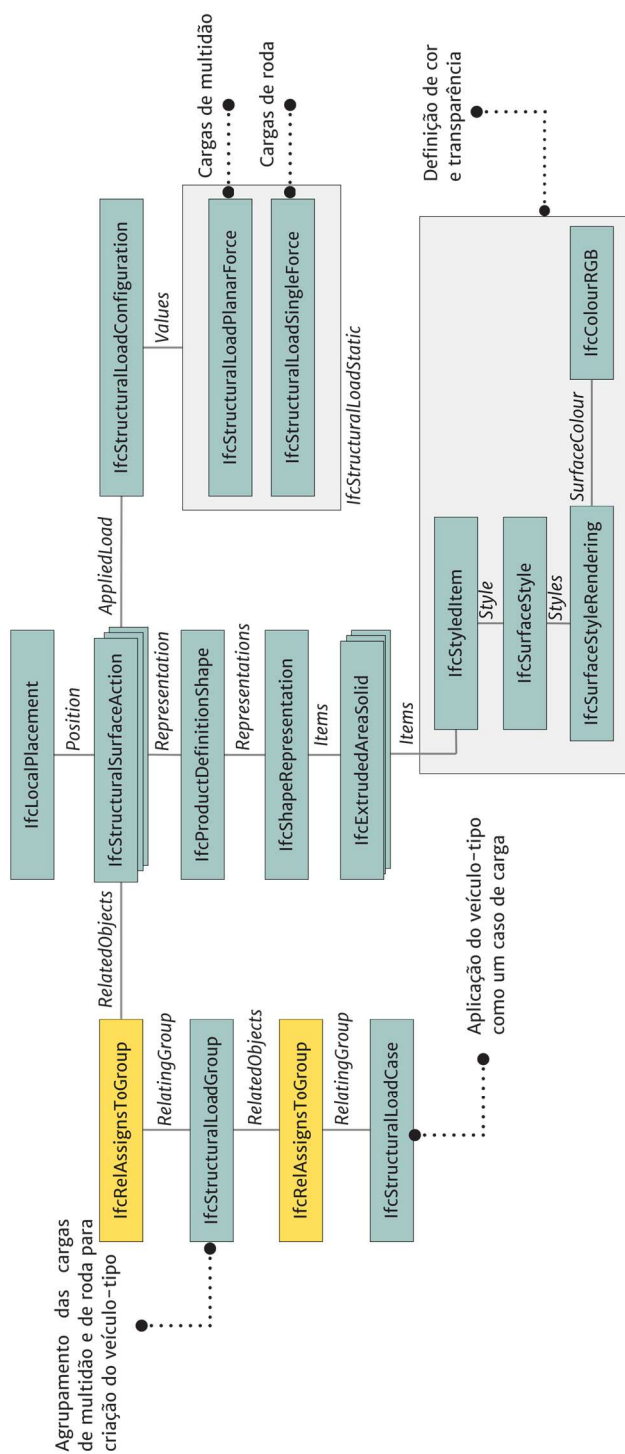 Agrupamento das cargas
de multidão e de roda para
criação do veículo-tipo
IfcRelAssignsToGroup
RelatingGroup
IfcStructuralLoadGroup
RelatedObjects
IfcRelAssignsToGroup
RelatingGroup
IfcStructuralLoadCase
Aplicação do veículo-tipo
como um caso de carga
RelatedObjects
IfcLocalPlacement
Position
IfcStructuralSurfaceAction
Representation
IfcProductDefinitionShape
Representations
IfcShapeRepresentation
Items
IfcExtrudedAreaSolid
Items
AppliedLoad
IfcStructuralLoadConfiguration
Values
IfcStructuralLoadPlanarForce
IfcStructuralLoadSingleForce
IfcStructuralLoadStatic
Cargas de multidão
Cargas de roda
IfcStyledItem
Style
IfcSurfaceStyle
Styles
IfcSurfaceStyleRendering
SurfaceColour
IfcColourRGB
Definição de cor
e transparência